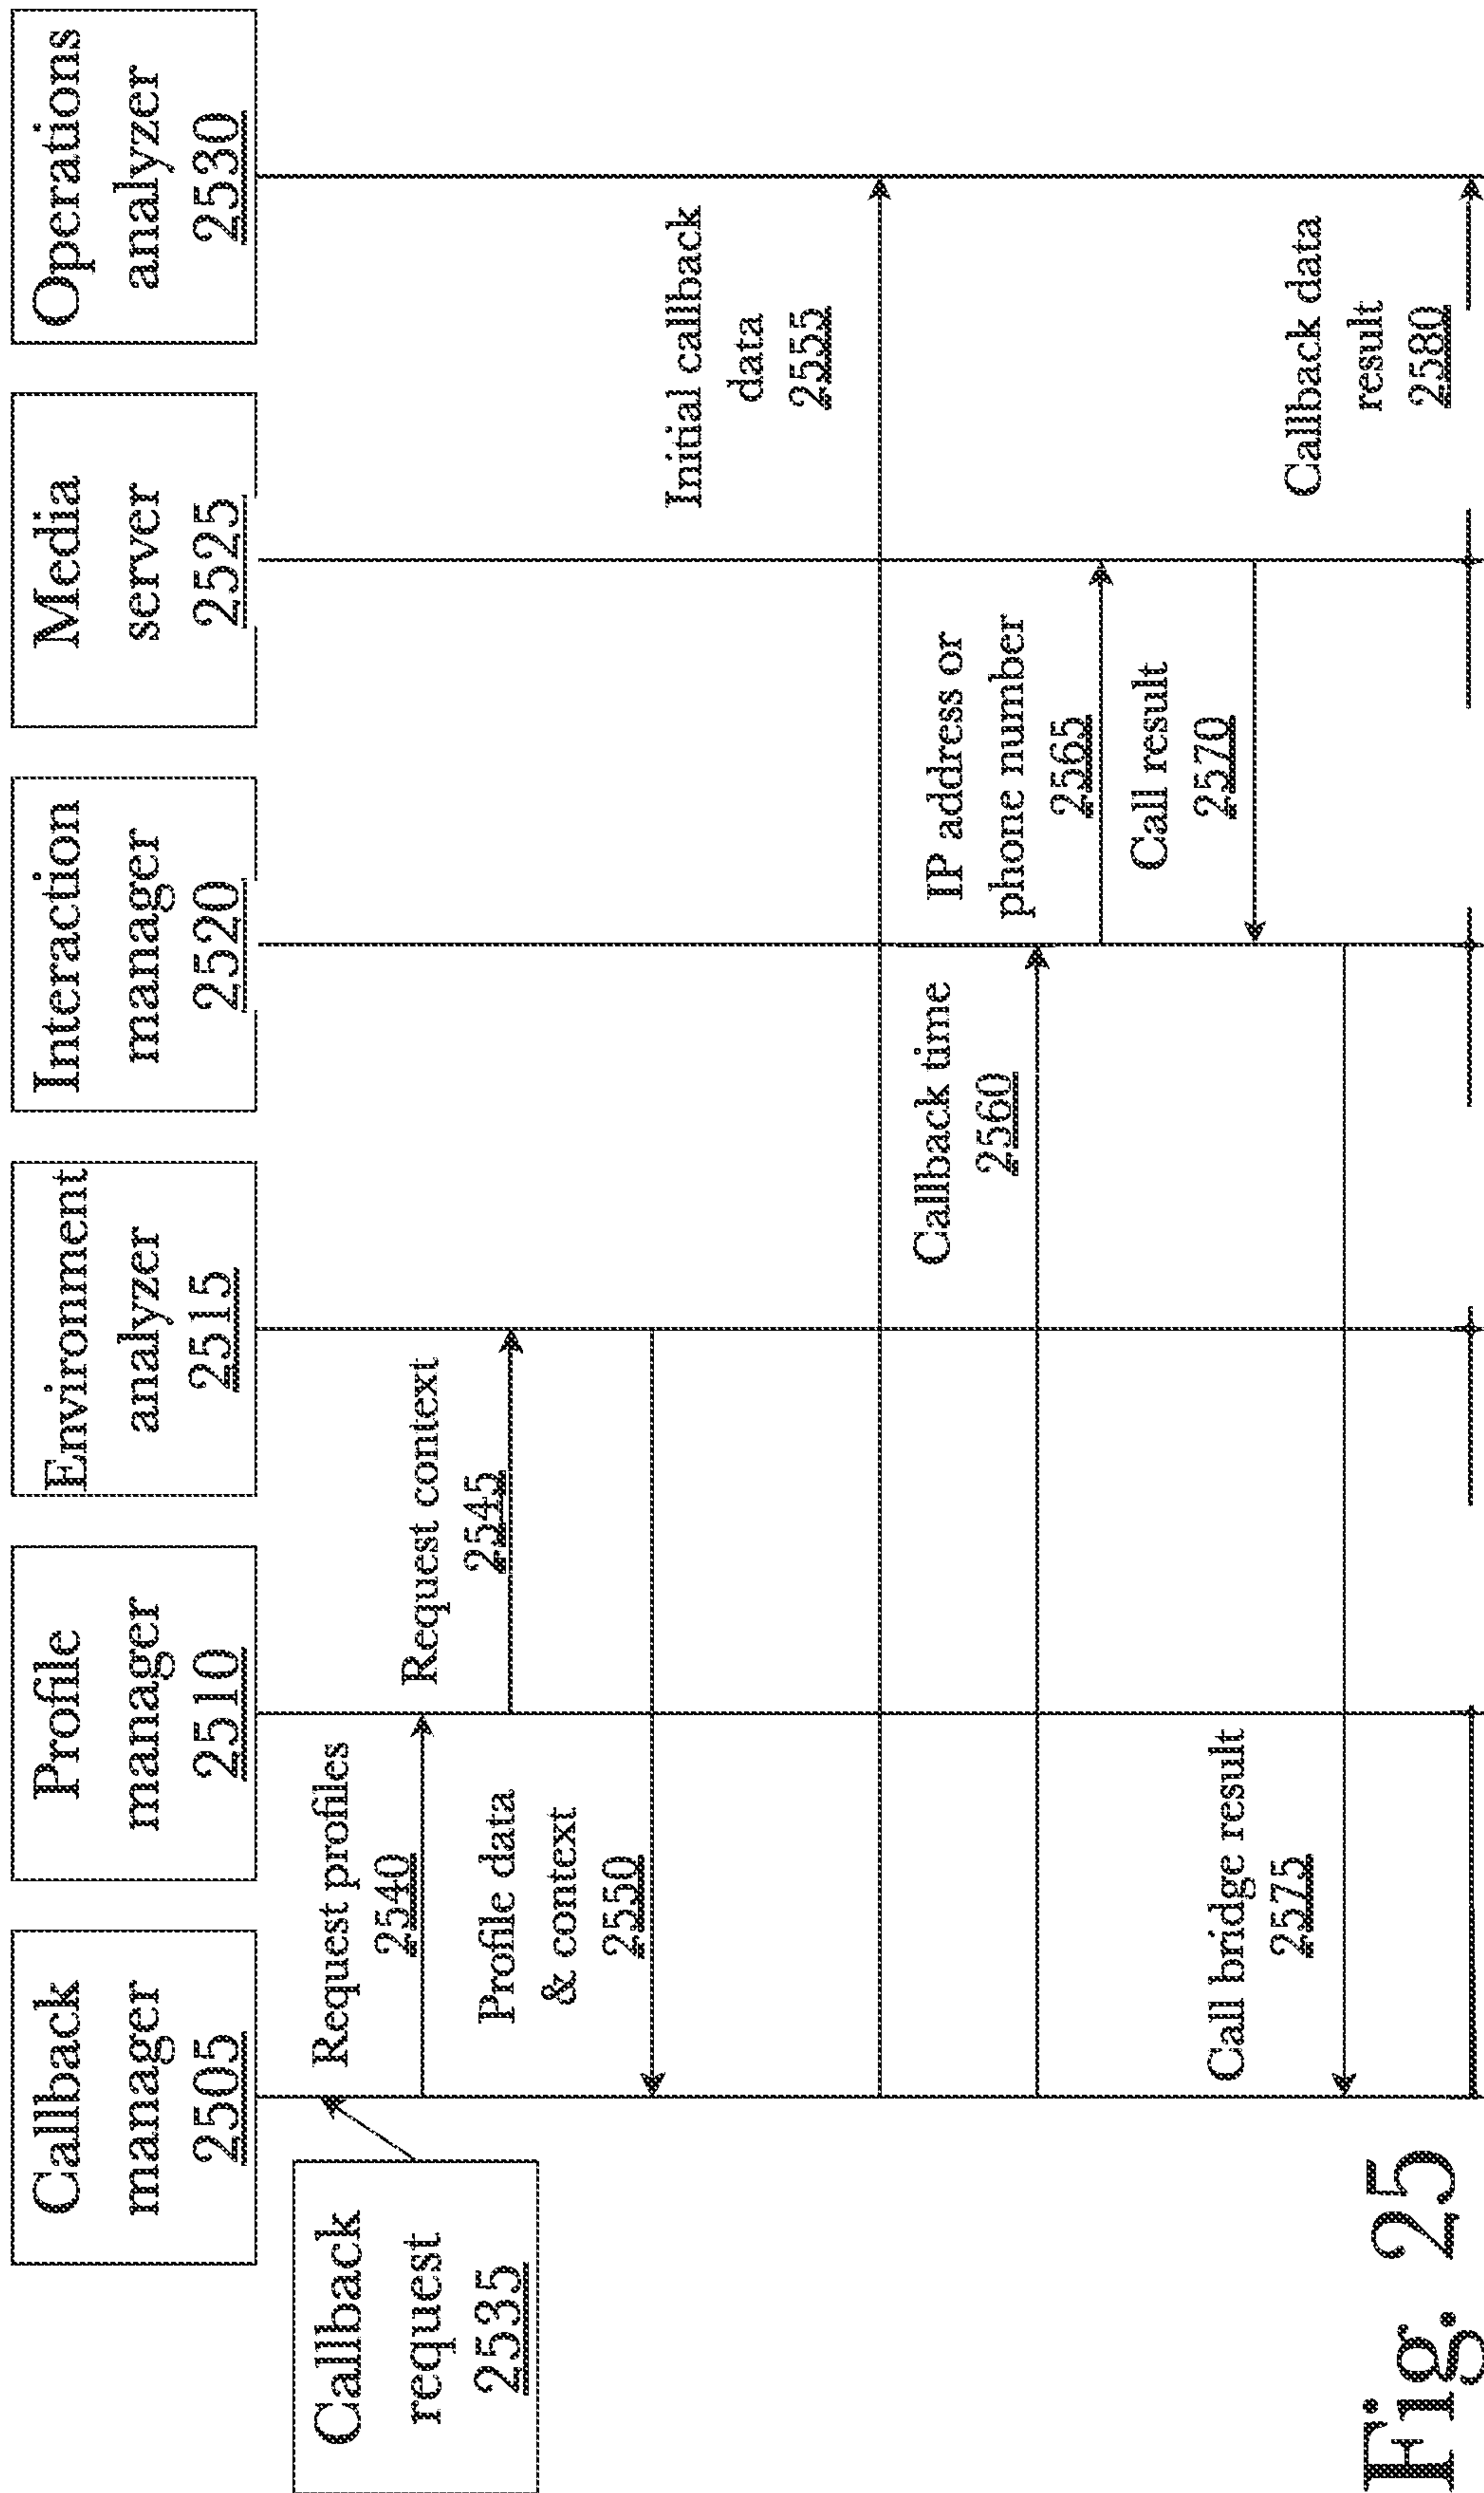 Callback
manager
2505
Profile
manager
2510
Environment
analyzer
2515
Interaction
manager
2520
Media
server
2525
Operations
analyzer
2530
Callback
request
2535
Request profiles
2540
Request context
2545
Profile data
& context
2550
Initial callback
data
2555
Callback time
2560
IP address or
phone number
2565
Call result
2570
Call bridge result
2575
Callback data
result
2580
Fig. 25